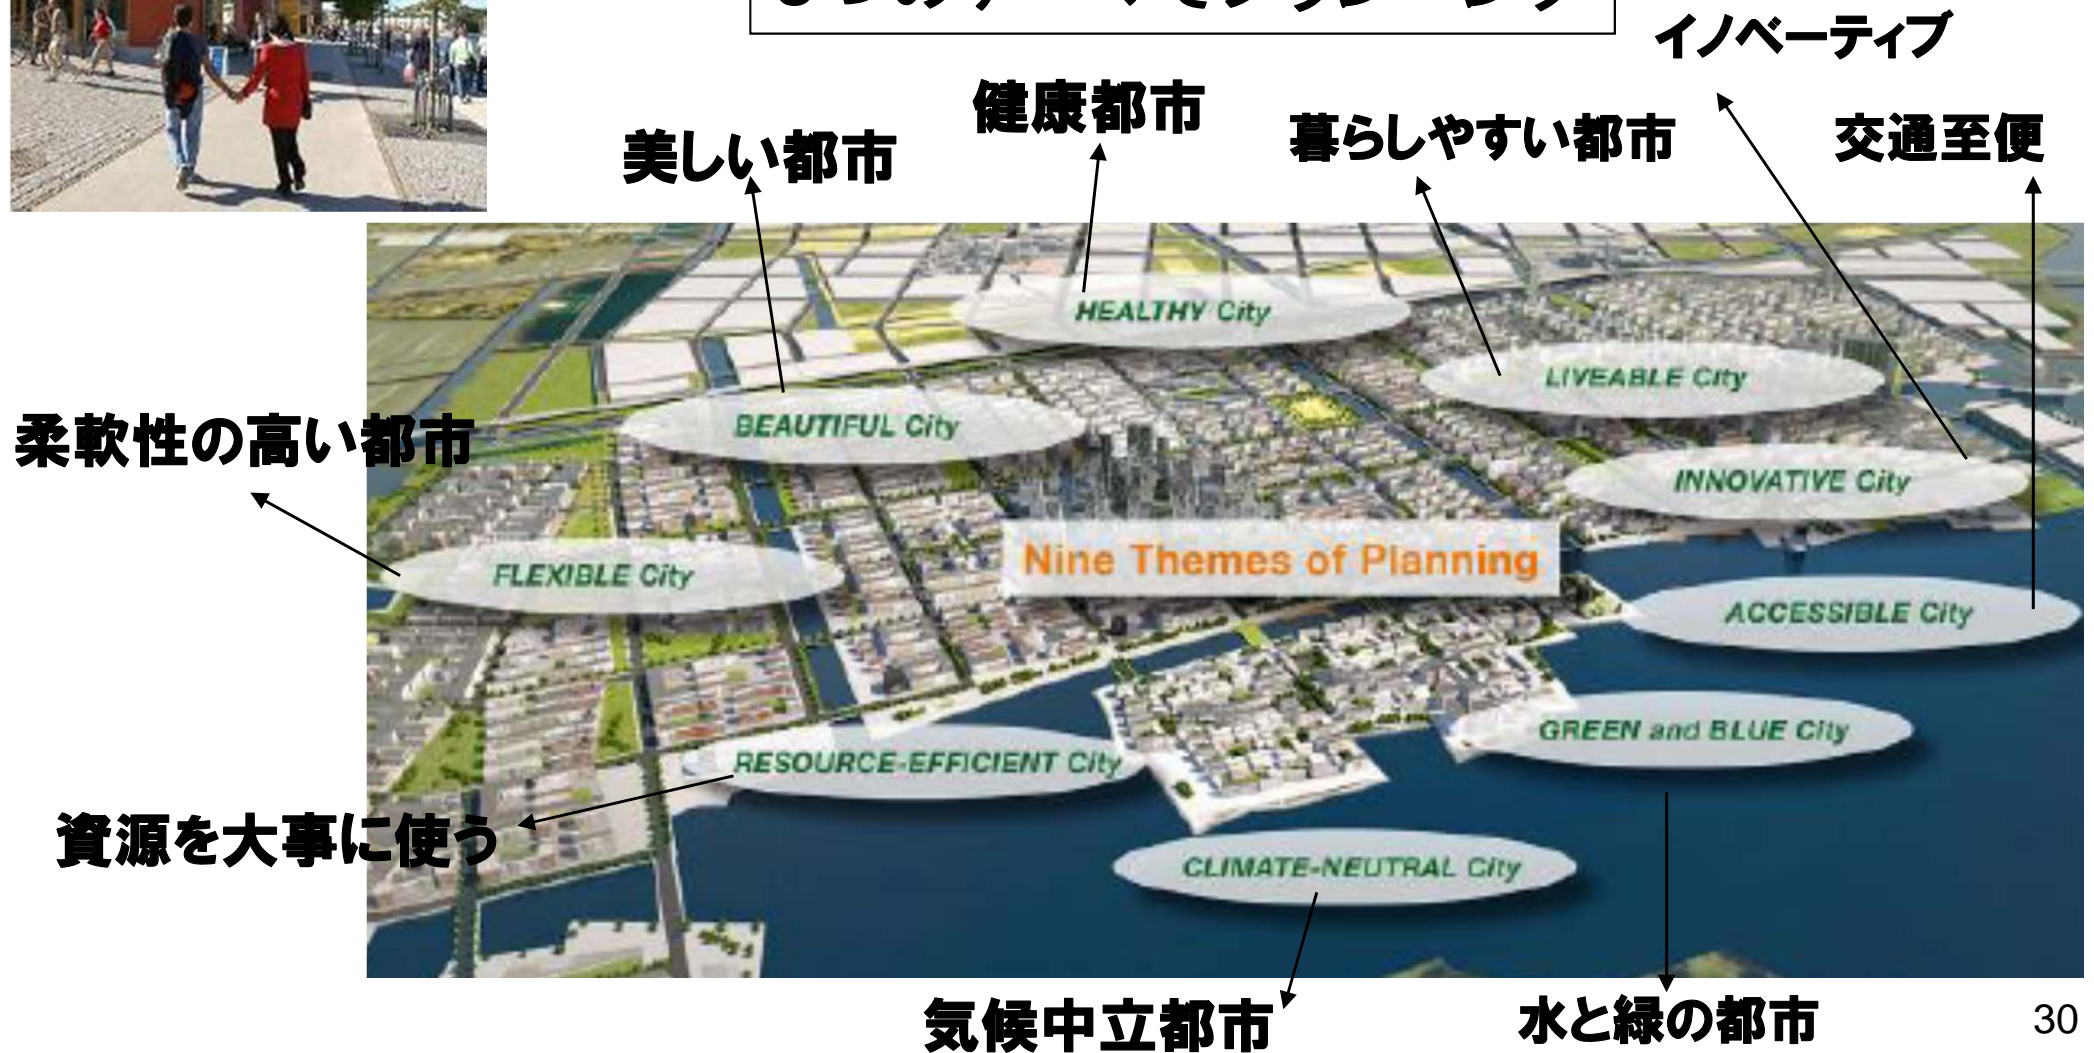 イノベーティブ
健康都市
美しい都市
暮らしやすい都市
交通至便
HEALTHY City
LIVEABLE City
BEAUTIFUL City
柔軟性の高い都市
INNOVATIVE City
Nine Themes of Planning
FLEXIBLE City
ACCESSIBLE City
GREEN and BLUE City
RESOURCE-EFFICIENT City
資源を大事に使う
CLIMATE-NEUTRAL City
気候中立都市
水と緑の都市
30